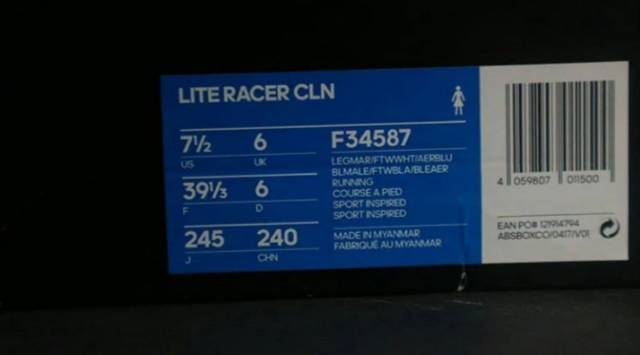 LITE RACER CLN
7½ 6 F34587
US UK
LEGMAR/FTWWHT/AERBLU
BLMALE/FTWBLA/BLEAER
39⅓ 6 RUNNING
COURSE A PIED
F D SPORT INSPIRED
SPORT INSPIRED
245 240 MADE IN MYANMAR
FABRIQUÉ AU MYANMAR
J CHN
4 059807 011500
EAN PO# 121914794
ABSBOXCO/0417/V01